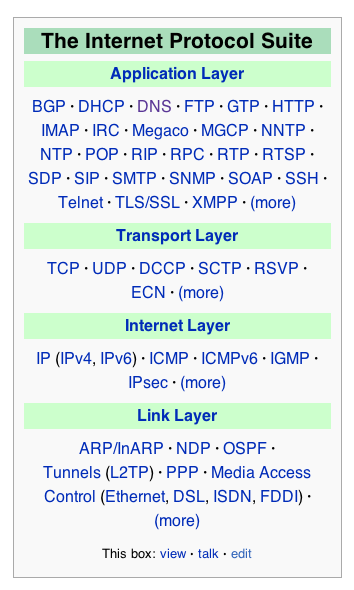 The Internet Protocol Suite
Application Layer
BGP · DHCP · DNS · FTP · GTP · HTTP ·
IMAP · IRC · Megaco · MGCP · NNTP ·
NTP · POP · RIP · RPC · RTP · RTSP ·
SDP · SIP · SMTP · SNMP · SOAP · SSH ·
Telnet · TLS/SSL · XMPP · (more)
Transport Layer
TCP · UDP · DCCP · SCTP · RSVP ·
ECN · (more)
Internet Layer
IP (IPv4, IPv6) · ICMP · ICMPv6 · IGMP ·
IPsec · (more)
Link Layer
ARP/InARP · NDP · OSPF ·
Tunnels (L2TP) · PPP · Media Access
Control (Ethernet, DSL, ISDN, FDDI) ·
(more)
This box: view · talk · edit